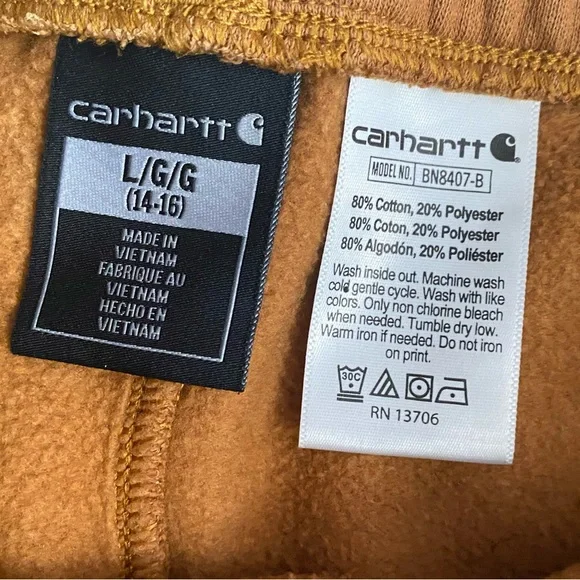 carhartt
L/G/G
(14-16)
MADE IN
VIETNAM
FABRIQUE AU
VIETNAM
HECHO EN
VIETNAM
carhartt
MODEL NO. BN8407-B
80% Cotton, 20% Polyester
80% Coton, 20% Polyester
80% Algodón, 20% Poliéster
Wash inside out. Machine wash
cold gentle cycle. Wash with like
colors. Only non chlorine bleach
when needed. Tumble dry low.
Warm iron if needed. Do not iron
on print.
30C
RN 13706